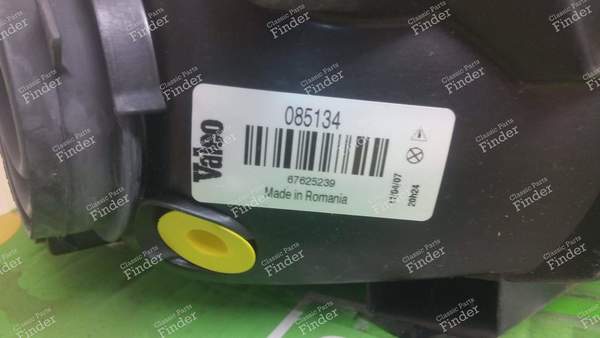 Valeo
085134
67625239
Made in Romania
11/04/07
20h24
Classic Parts
Finder